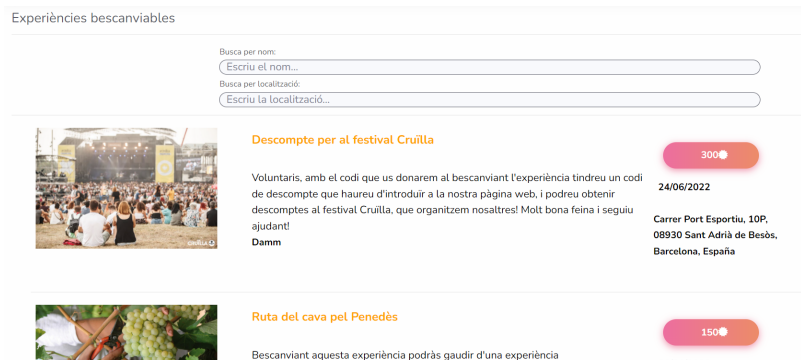 Experiències bescanviables
Busca per nom:
Escriu el nom...
Busca per localització:
Escriu la localització...
Descompte per al festival Cruïlla
300
Voluntaris, amb el codi que us donarem al bescanviant l'experiència tindreu un codi
de descompte que haureu d'introduïr a la nostra pàgina web, i podreu obtenir
descomptes al festival Cruïlla, que organitzem nosaltres! Molt bona feina i seguiu
ajudant!
Damm
24/06/2022
Carrer Port Esportiu, 10P,
08930 Sant Adrià de Besòs,
Barcelona, España
Ruta del cava pel Penedès
150
Bescanviant aquesta experiència podràs gaudir d'una experiència